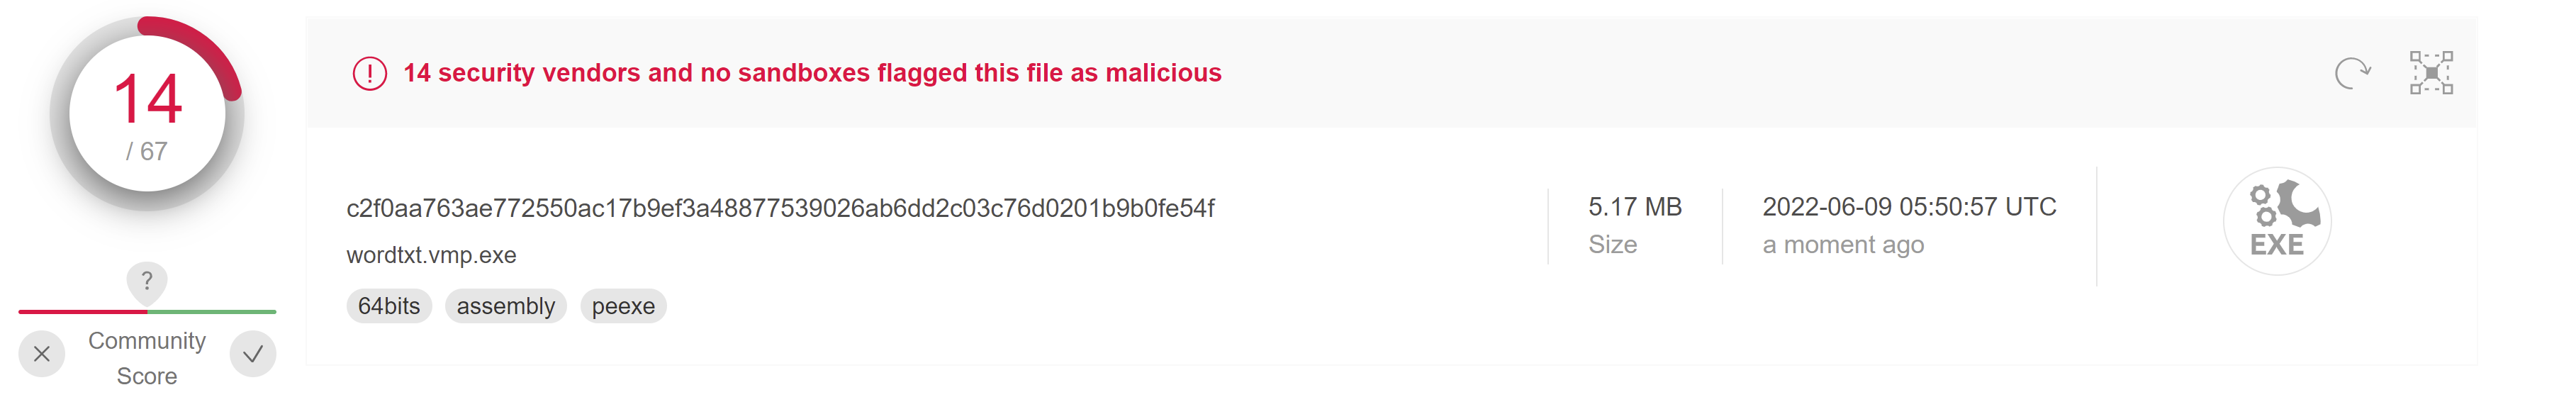 14
/ 67
?
Community
Score
14 security vendors and no sandboxes flagged this file as malicious
c2f0aa763ae772550ac17b9ef3a48877539026ab6dd2c03c76d0201b9b0fe54f
wordtxt.vmp.exe
64bits assembly peexe
5.17 MB
Size
2022-06-09 05:50:57 UTC
a moment ago
EXE